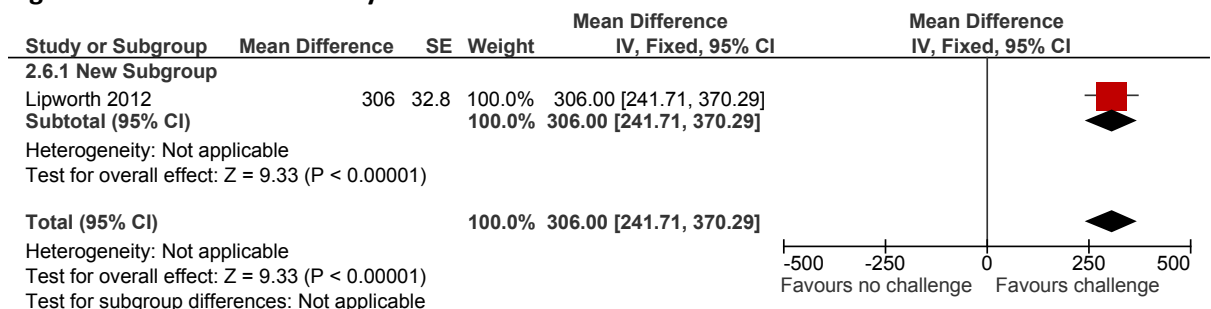 Mean Difference Mean Difference
Study or Subgroup Mean Difference SE Weight IV, Fixed, 95% CI IV, Fixed, 95% CI
2.6.1 New Subgroup
Lipworth 2012 306 32.8 100.0% 306.00 [241.71, 370.29]
Subtotal (95% CI) 100.0% 306.00 [241.71, 370.29]
Heterogeneity: Not applicable
Test for overall effect: Z = 9.33 (P < 0.00001)
Total (95% CI) 100.0% 306.00 [241.71, 370.29]
Heterogeneity: Not applicable
Test for overall effect: Z = 9.33 (P < 0.00001)
Test for subgroup differences: Not applicable
-500 -250 0 250 500
Favours no challenge Favours challenge